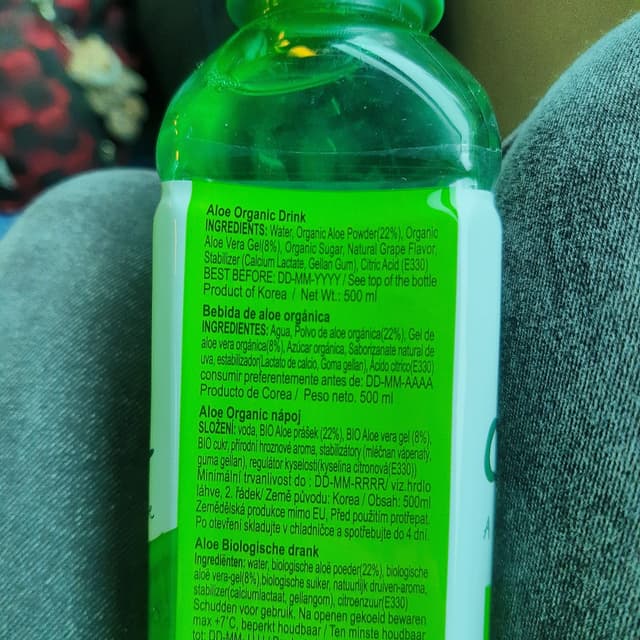 Aloe Organic Drink
INGREDIENTS: Water, Organic Aloe Powder(22%), Organic
Aloe Vera Gel(8%), Organic Sugar, Natural Grape Flavor,
Stabilizer (Calcium Lactate, Gellan Gum), Citric Acid (E330)
BEST BEFORE: DD-MM-YYYY / See top of the bottle
Product of Korea / Net Wt.: 500 ml
Bebida de aloe orgánica
INGREDIENTES: Agua, Polvo de aloe orgánica(22%), Gel de
aloe vera orgánica(8%), Azúcar orgánica, Saborizanate natural de
uva, estabilizador(Lactato de calcio, Goma gellan), Ácido cítrico(E330)
consumir preferentemente antes de: DD-MM-AAAA
Producto de Corea / Peso neto. 500 ml
Aloe Organic nápoj
SLOŽENÍ: voda, BIO Aloe prášek (22%), BIO Aloe vera gel (8%),
BIO cukr, přírodní hroznové aroma, stabilizátory (mléčnan vápenatý,
guma gellan), regulátor kyselosti(kyselina citronová(E330))
Minimální trvanlivost do : DD-MM-RRRR/ viz.hrdlo
láhve, 2. řádek/ Země původu: Korea / Obsah: 500ml
Zemědělská produkce mimo EU, Před použitím protřepat.
Po otevření skladujte v chladničce a spotřebujte do 4 dní.
Aloe Biologische drank
Ingrediënten: water, biologische aloë poeder(22%), biologische
aloë vera-gel(8%),biologische suiker, natuurlijk druiven-aroma,
stabilizer(calciumlactaat, gellangom), citroenzuur(E330)
Schudden voor gebruik. Na openen gekoeld bewaren
max +7˚C, beperkt houdbaar / Ten minste houdbaar
tot: DD-MM-JJJJ